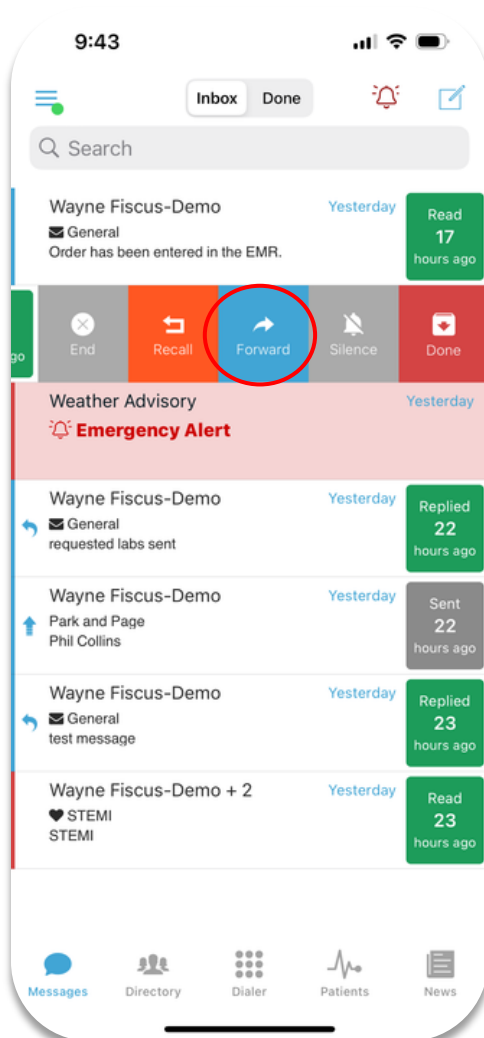 9:43
Inbox Done
Search
Wayne Fiscus-Demo Yesterday
General
Order has been entered in the EMR.
Read
17
hours ago
go
End
Recall
Forward
Silence
Done
Weather Advisory Yesterday
Emergency Alert
Wayne Fiscus-Demo Yesterday
General
requested labs sent
Replied
22
hours ago
Wayne Fiscus-Demo Yesterday
Park and Page
Phil Collins
Sent
22
hours ago
Wayne Fiscus-Demo Yesterday
General
test message
Replied
23
hours ago
Wayne Fiscus-Demo + 2 Yesterday
STEMI
STEMI
Read
23
hours ago
Messages Directory Dialer Patients News